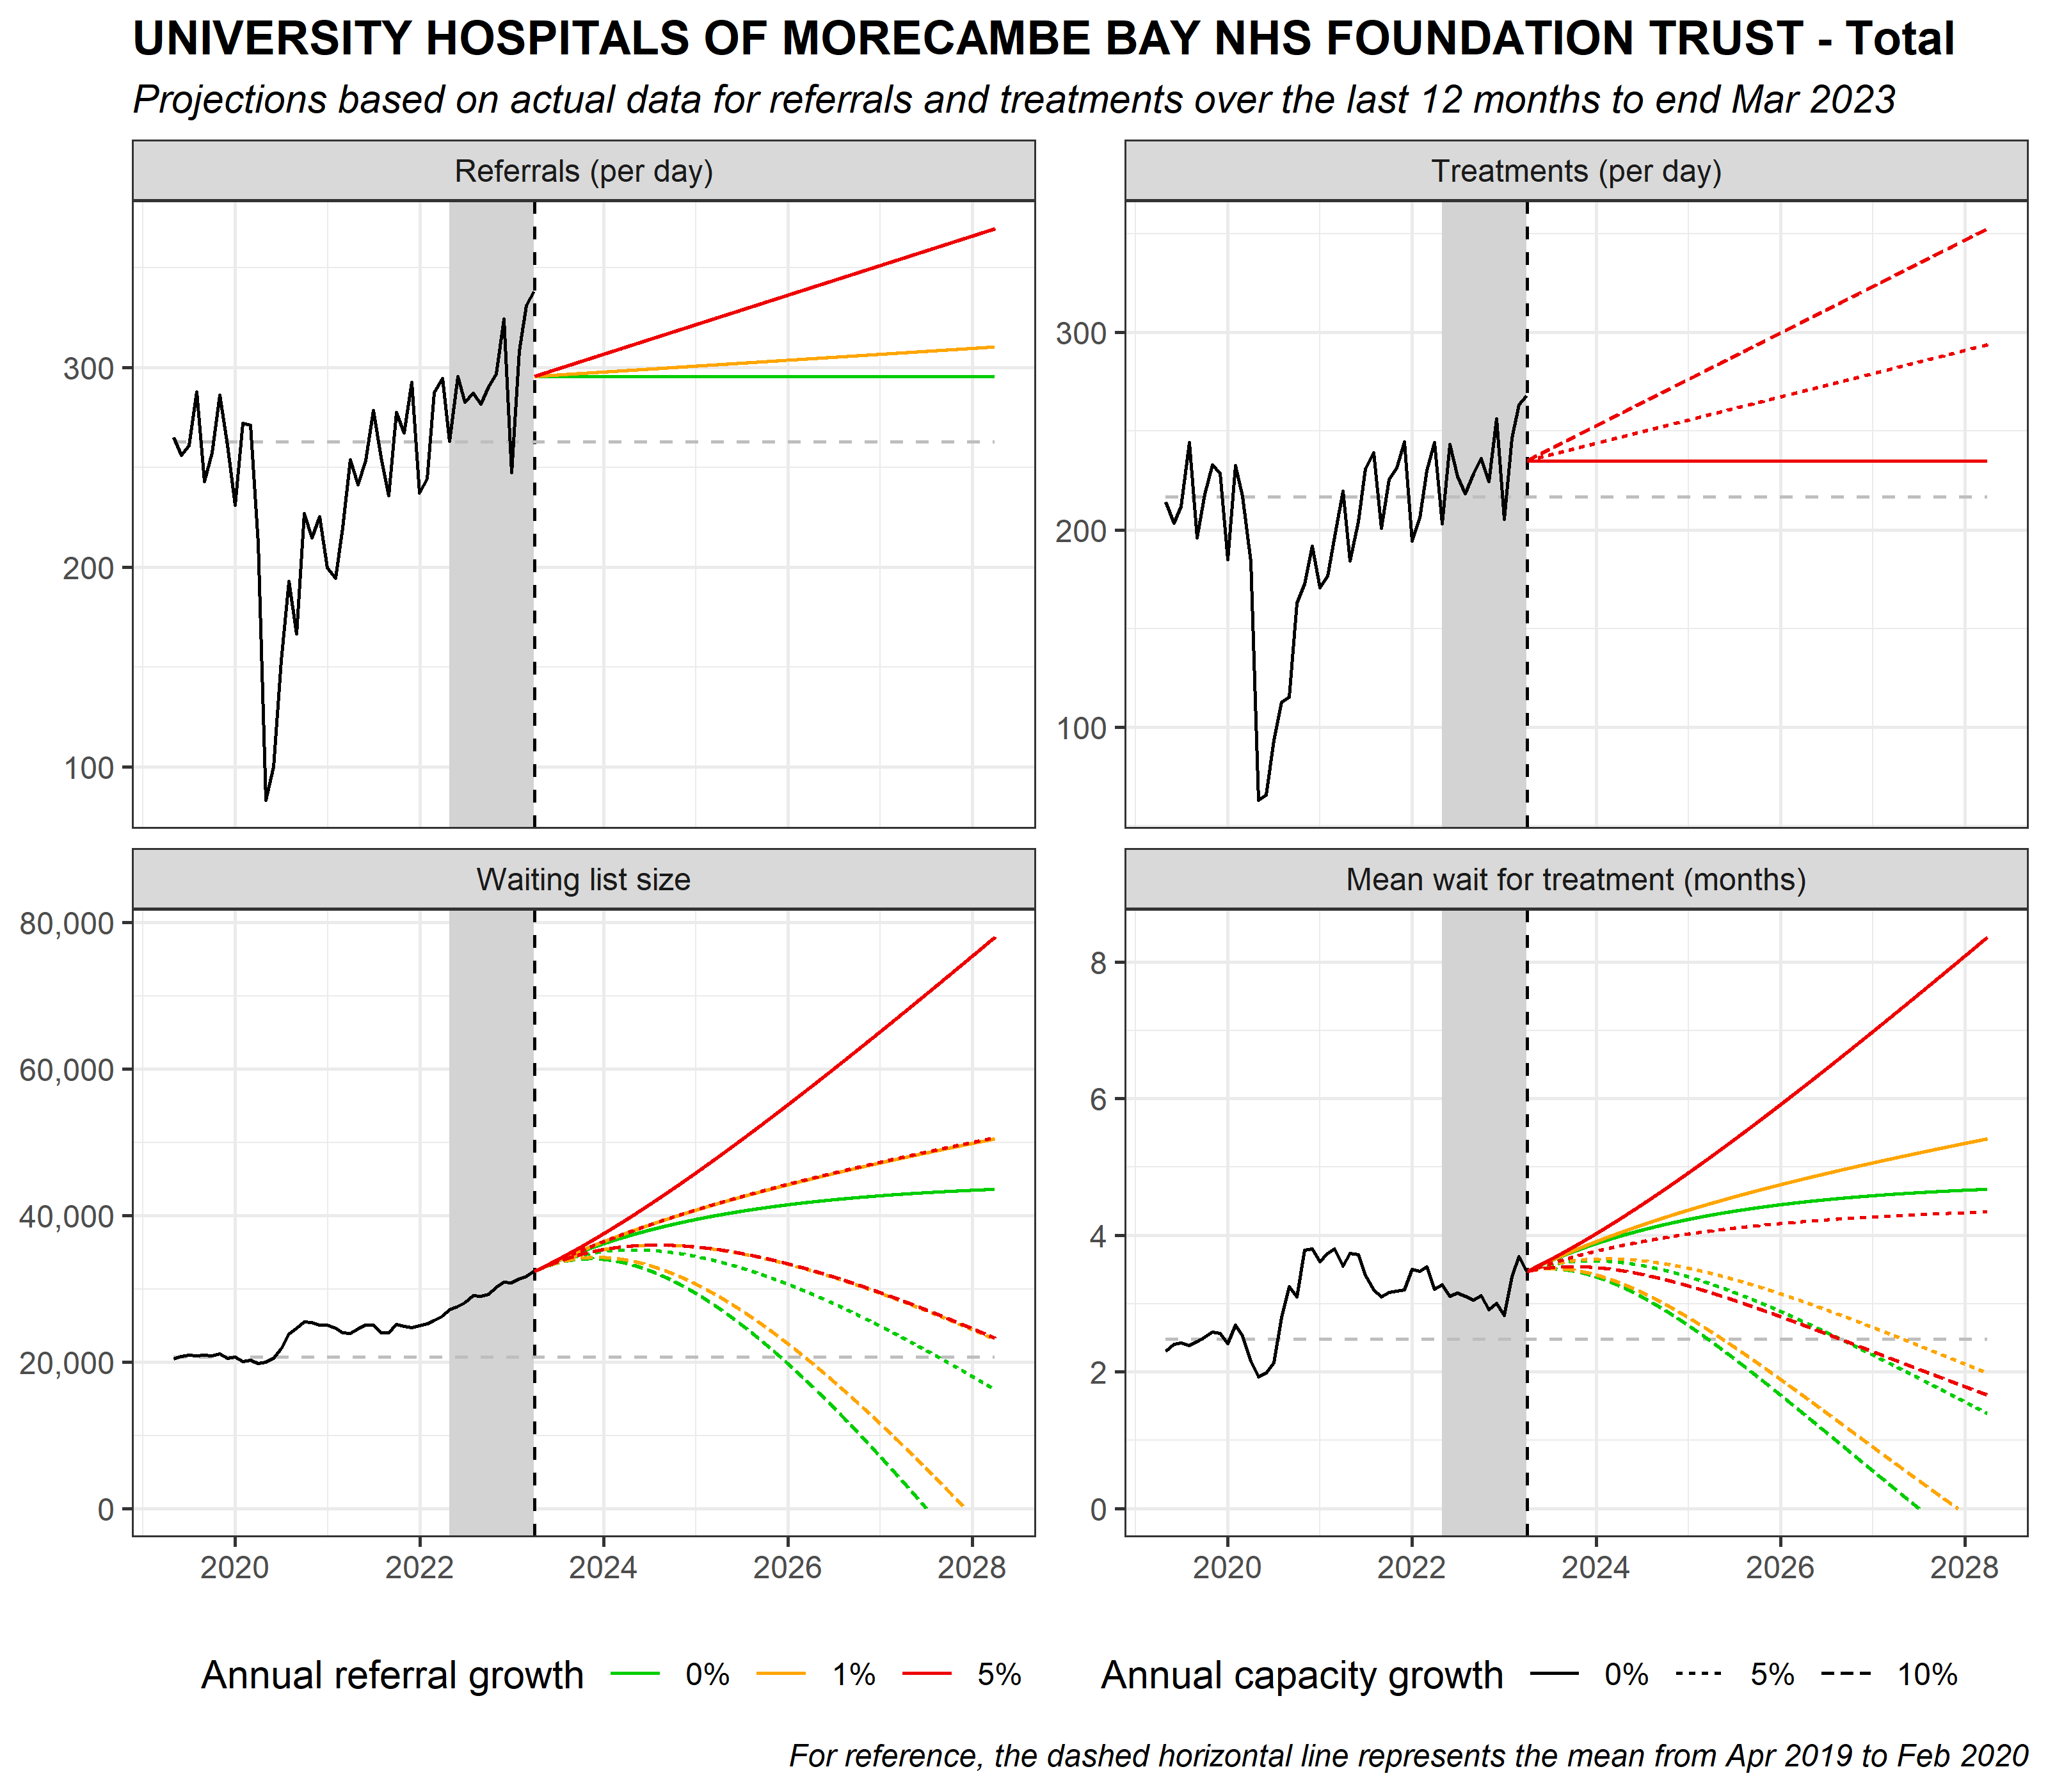 UNIVERSITY HOSPITALS OF MORECAMBE BAY NHS FOUNDATION TRUST - Total
Projections based on actual data for referrals and treatments over the last 12 months to end Mar 2023
Referrals (per day)
300
200
100
Treatments (per day)
300
200
100
Waiting list size
80,000
60,000
40,000
20,000
0
2020 2022 2024 2026 2028
Mean wait for treatment (months)
8
6
4
2
0
2020 2022 2024 2026 2028
Annual referral growth 0% 1% 5%
Annual capacity growth 0% 5% 10%
For reference, the dashed horizontal line represents the mean from Apr 2019 to Feb 2020